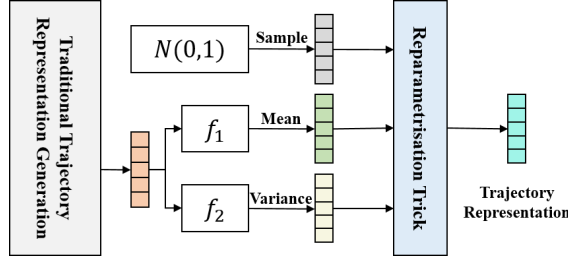 Traditional Trajectory
Representation Generation
N(0,1)
Sample
f₁
Mean
f₂
Variance
Reparametrisation Trick
Trajectory
Representation